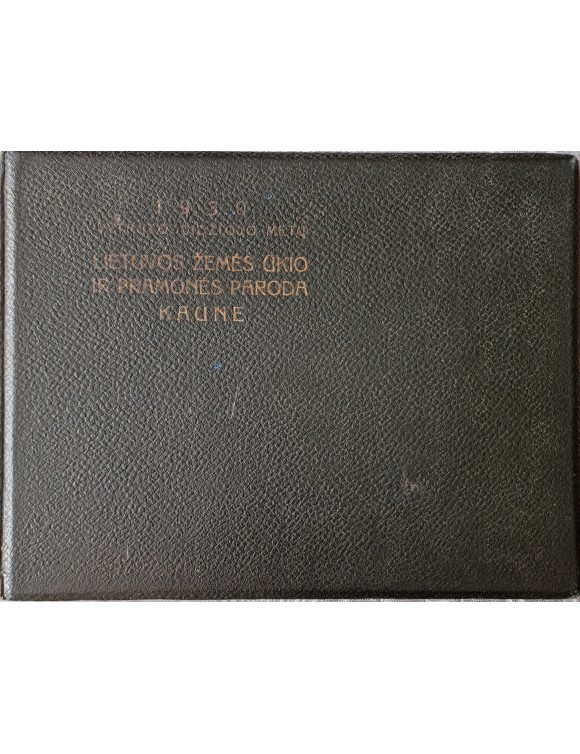 1930
VYTAUTO DIDŽIOJO METŲ
LIETUVOS ŽEMĖS ŪKIO
IR PRAMONĖS PARODA
KAUNE